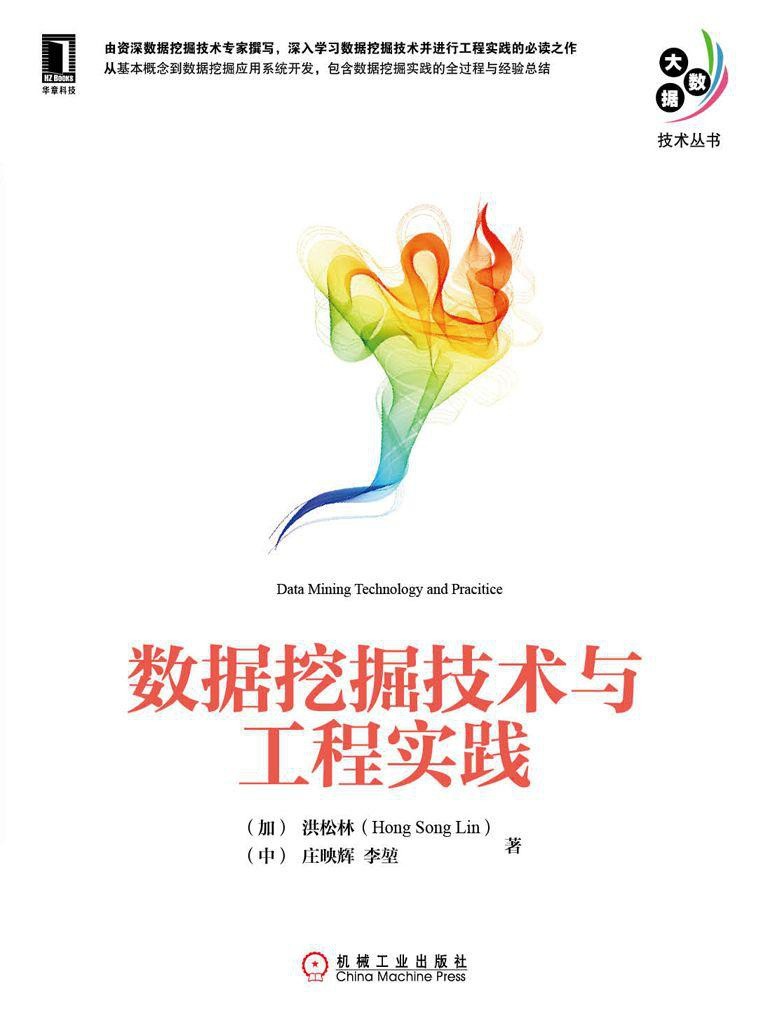 HZ BOOKS
华章科技
由资深数据挖掘技术专家撰写，深入学习数据挖掘技术并进行工程实践的必读之作
从基本概念到数据挖掘应用系统开发，包含数据挖掘实践的全过程与经验总结
大数据
技术丛书
Data Mining Technology and Pracitice
数据挖掘技术与
工程实践
（加） 洪松林（Hong Song Lin）
（中） 庄映辉 李堃
著
机械工业出版社
China Machine Press